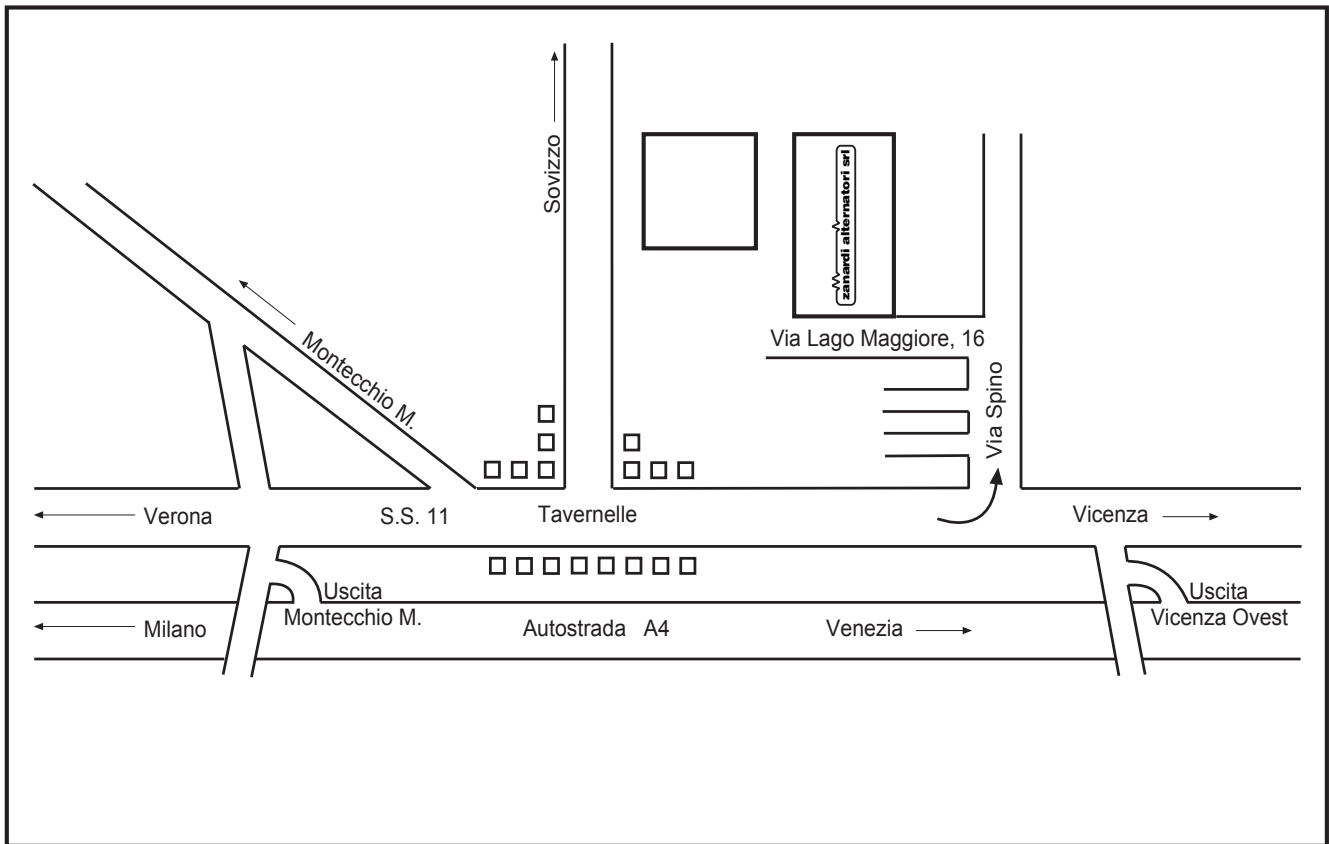 Sovizzo
zanardi alternatori srl
Via Lago Maggiore, 16
Montecchio M.
Via Spino
Verona
S.S. 11
Tavernelle
Vicenza
Uscita
Montecchio M.
Uscita
Vicenza Ovest
Milano
Autostrada A4
Venezia